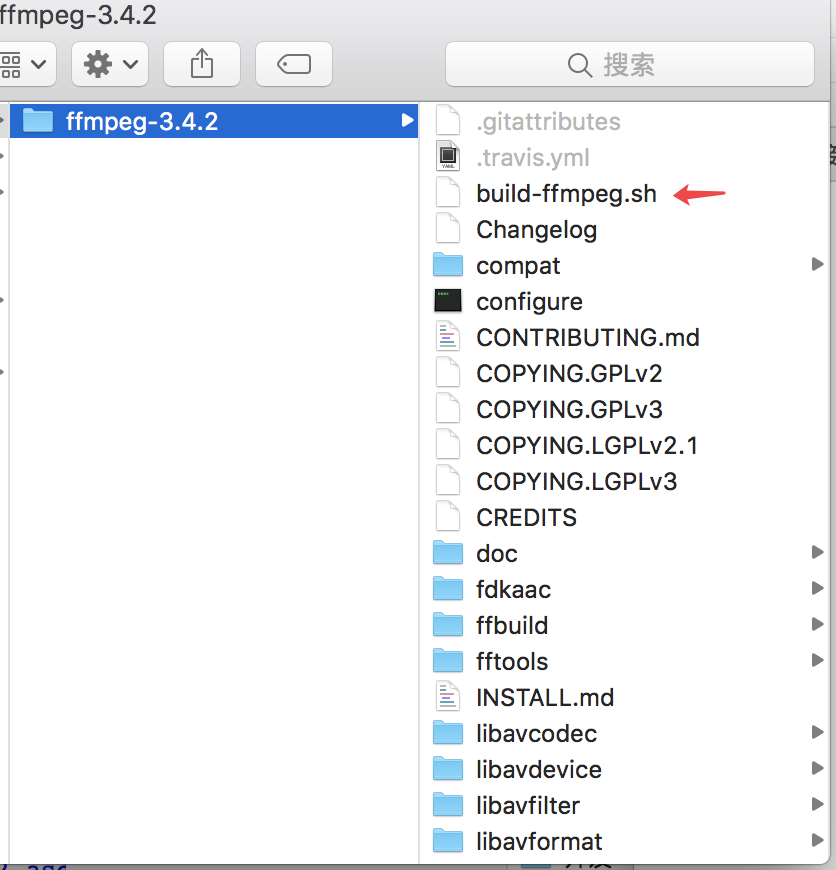 ffmpeg-3.4.2
搜索
ffmpeg-3.4.2
.gitattributes
.travis.yml
YAML
build-ffmpeg.sh
Changelog
compat
exec
configure
CONTRIBUTING.md
COPYING.GPLv2
COPYING.GPLv3
COPYING.LGPLv2.1
COPYING.LGPLv3
CREDITS
doc
fdkaac
ffbuild
fftools
INSTALL.md
libavcodec
libavdevice
libavfilter
libavformat